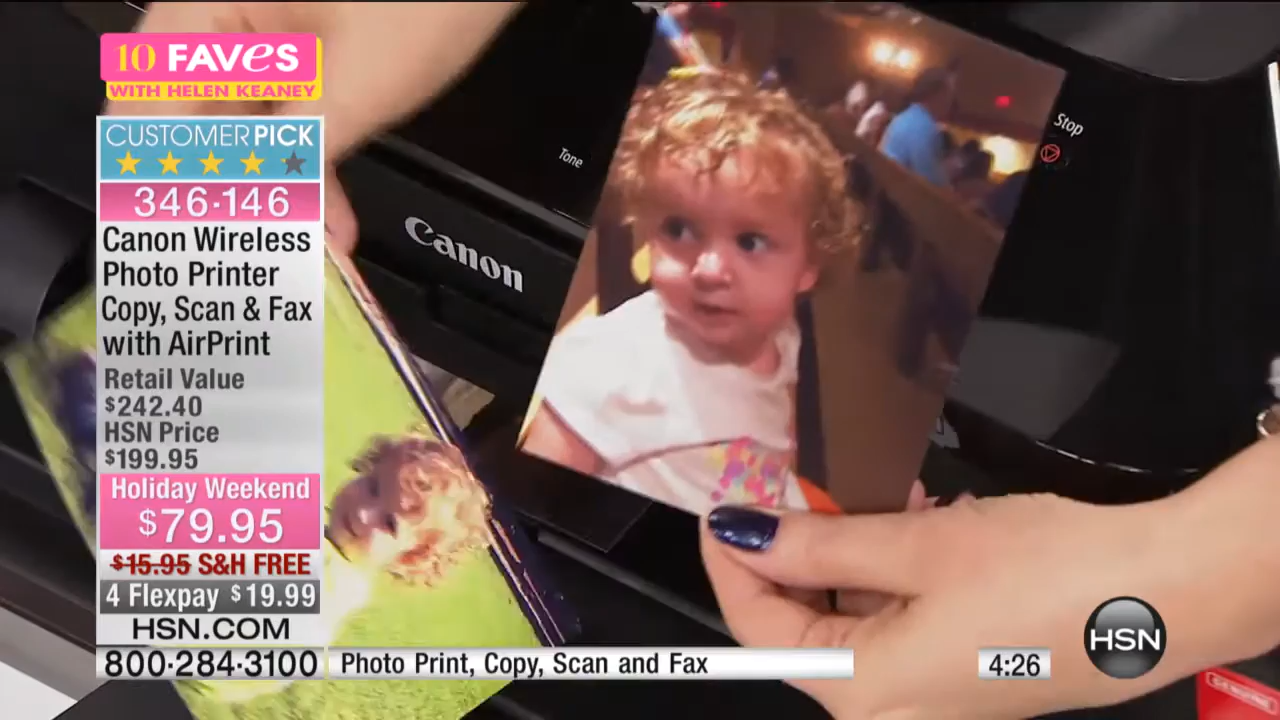 10 FAVeS
WITH HELEN KEANEY
CUSTOMER PICK
346-146
Canon Wireless
Photo Printer
Copy, Scan & Fax
with AirPrint
Retail Value
$242.40
HSN Price
$199.95
Holiday Weekend
$79.95
$15.95 S&H FREE
4 Flexpay $19.99
HSN.COM
800-284-3100
Photo Print, Copy, Scan and Fax
4:26
HSN
Tone
Canon
Stop